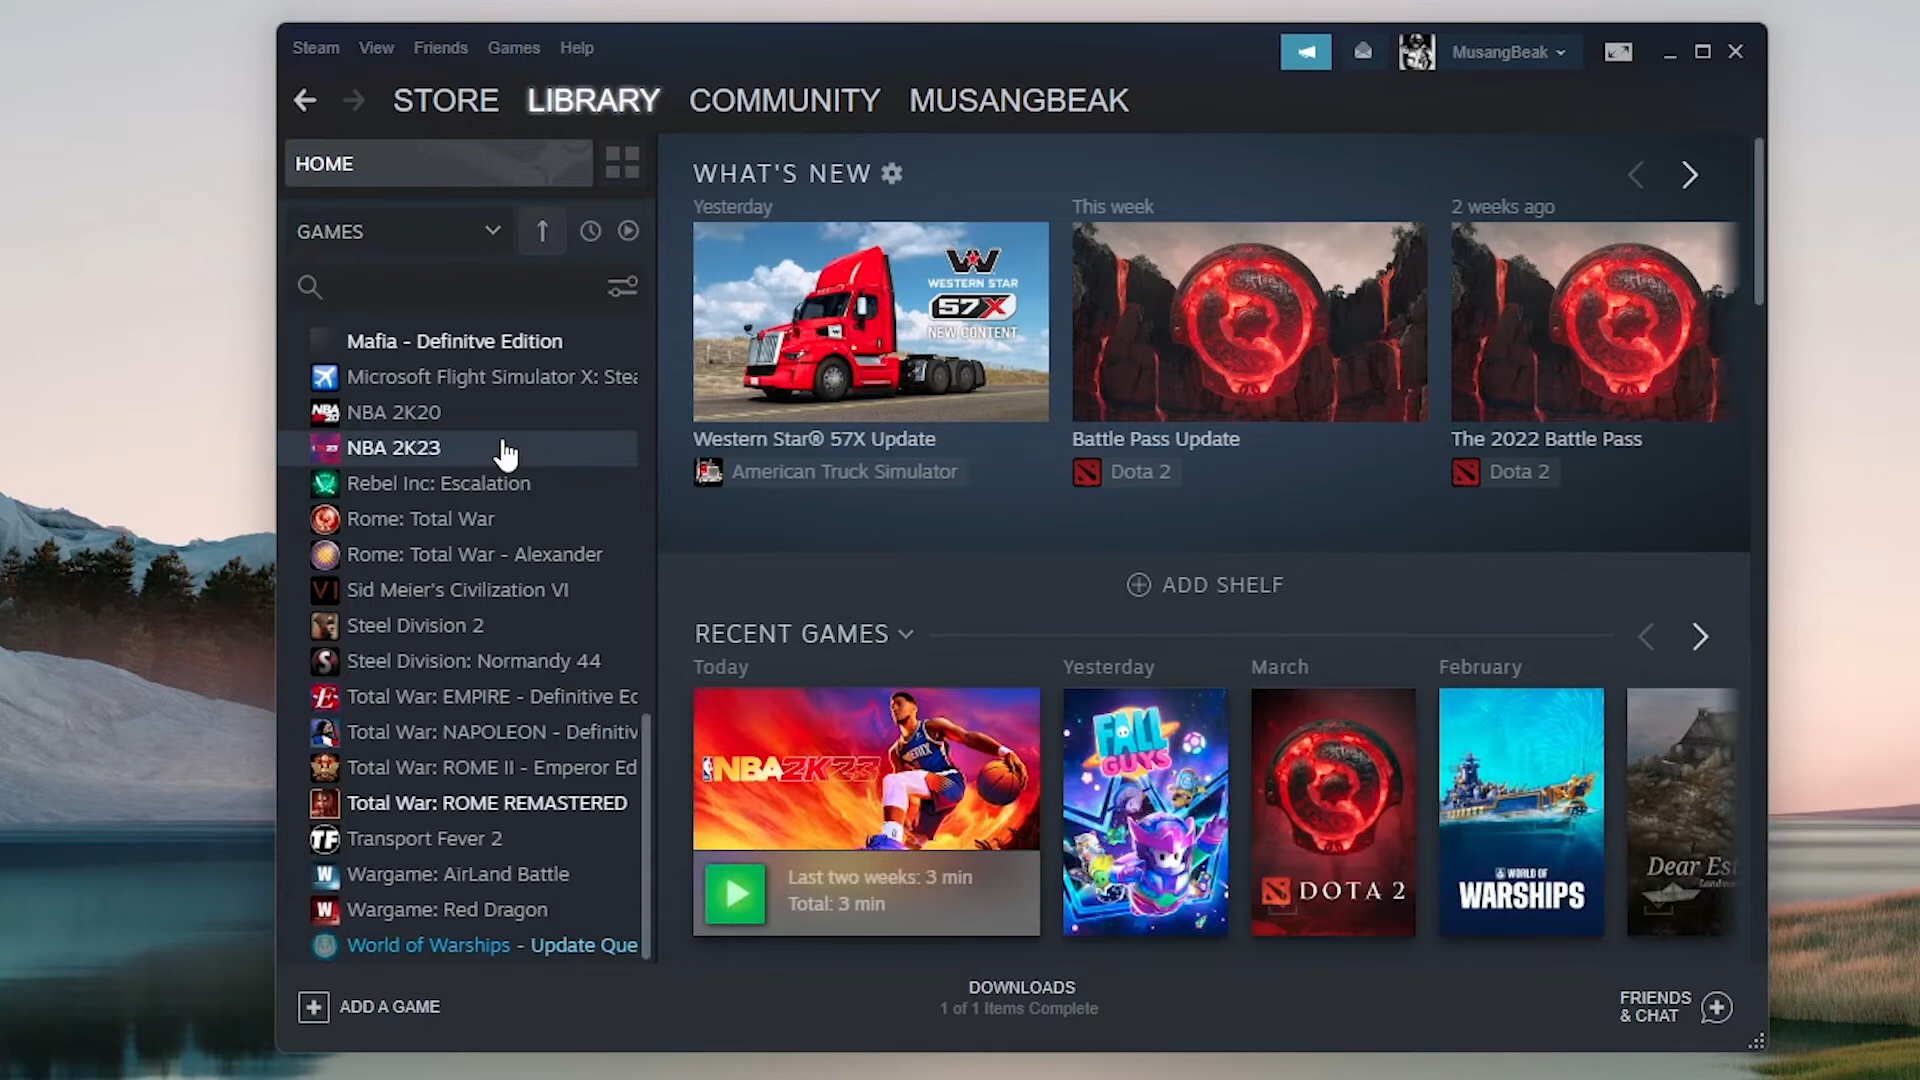 Steam View Friends Games Help
MusangBeak
STORE LIBRARY COMMUNITY MUSANGBEAK
HOME
GAMES
Mafia - Definitve Edition
Microsoft Flight Simulator X: Stea
NBA 2K20
NBA 2K23
Rebel Inc: Escalation
Rome: Total War
Rome: Total War - Alexander
Sid Meier's Civilization VI
Steel Division 2
Steel Division: Normandy 44
Total War: EMPIRE - Definitive Ec
Total War: NAPOLEON - Definitiv
Total War: ROME II - Emperor Ed
Total War: ROME REMASTERED
Transport Fever 2
Wargame: AirLand Battle
Wargame: Red Dragon
World of Warships - Update Que
ADD A GAME
WHAT'S NEW
Yesterday
WESTERN STAR
57X
NEW CONTENT
Western Star® 57X Update
American Truck Simulator
This week
Battle Pass Update
Dota 2
2 weeks ago
The 2022 Battle Pass
Dota 2
ADD SHELF
RECENT GAMES
Today
NBA 2K23
Last two weeks: 3 min
Total: 3 min
Yesterday
FALL
GUYS
March
DOTA 2
February
WORLD OF
WARSHIPS
Dear Est
DOWNLOADS
1 of 1 Items Complete
FRIENDS
& CHAT